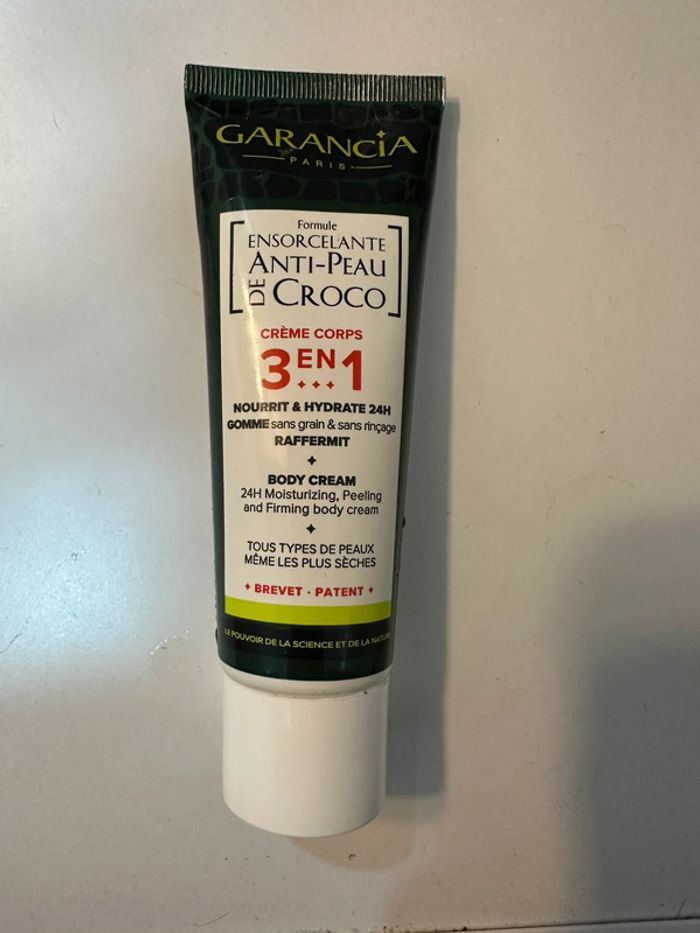 GARANCIA
PARIS
Formule
ENSORCELANTE
ANTI-PEAU
DE CROCO
CRÈME CORPS
3 EN 1
NOURRIT & HYDRATE 24H
GOMME sans grain & sans rinçage
RAFFERMIT
BODY CREAM
24H Moisturizing, Peeling
and Firming body cream
TOUS TYPES DE PEAUX
MÊME LES PLUS SÈCHES
BREVET · PATENT
LE POUVOIR DE LA SCIENCE ET DE LA NATURE